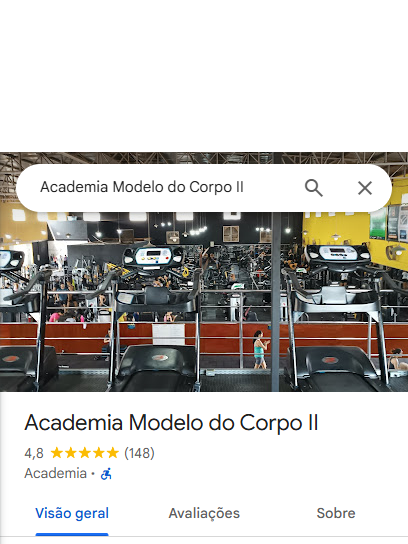 Academia Modelo do Corpo II
Academia Modelo do Corpo II
4,8 (148)
Academia ·
Visão geral Avaliações Sobre